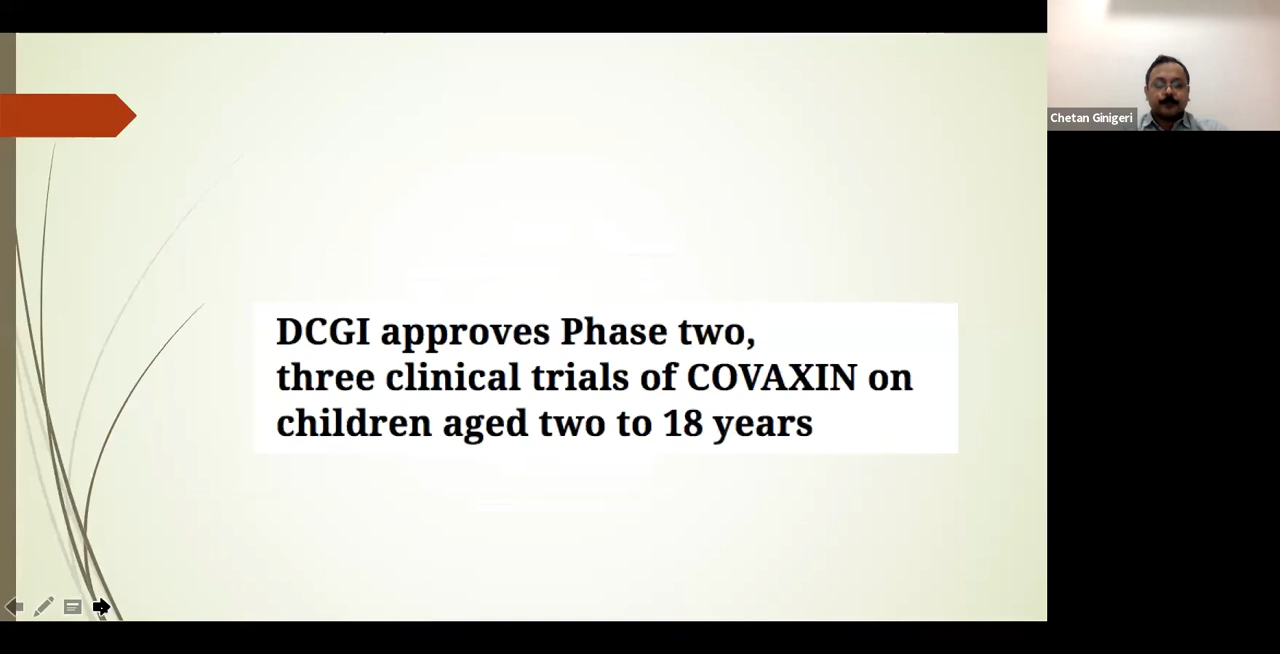 DCGI approves Phase two,
three clinical trials of COVAXIN on
children aged two to 18 years
Chetan Ginigeri